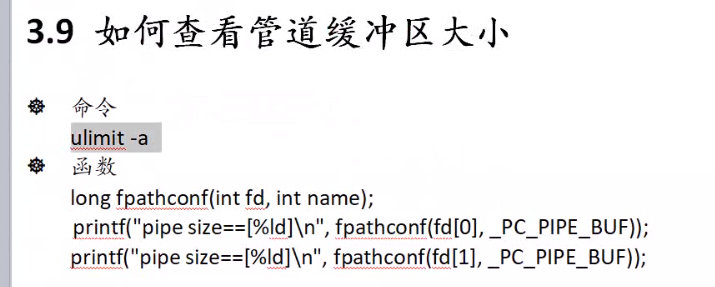 3.9 如何查看管道缓冲区大小
命令
ulimit -a
函数
long fpathconf(int fd, int name);
printf("pipe size==[%ld]\n", fpathconf(fd[0], _PC_PIPE_BUF));
printf("pipe size==[%ld]\n", fpathconf(fd[1], _PC_PIPE_BUF));